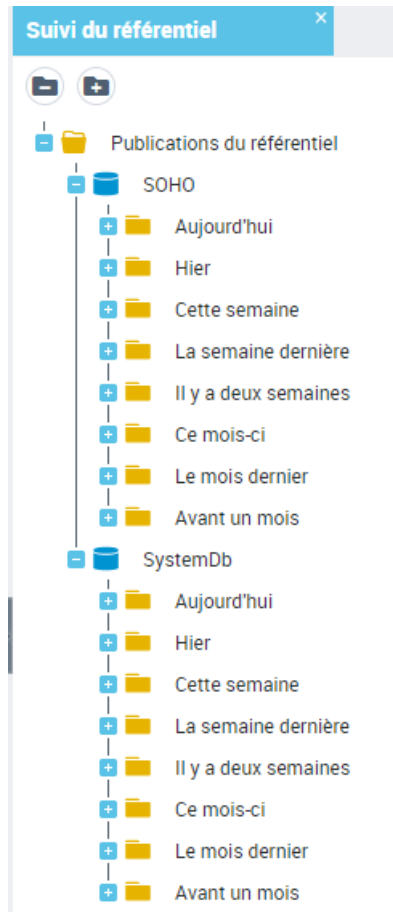 Suivi du référentiel
Publications du référentiel
SOHO
Aujourd'hui
Hier
Cette semaine
La semaine dernière
Il y a deux semaines
Ce mois-ci
Le mois dernier
Avant un mois
SystemDb
Aujourd'hui
Hier
Cette semaine
La semaine dernière
Il y a deux semaines
Ce mois-ci
Le mois dernier
Avant un mois